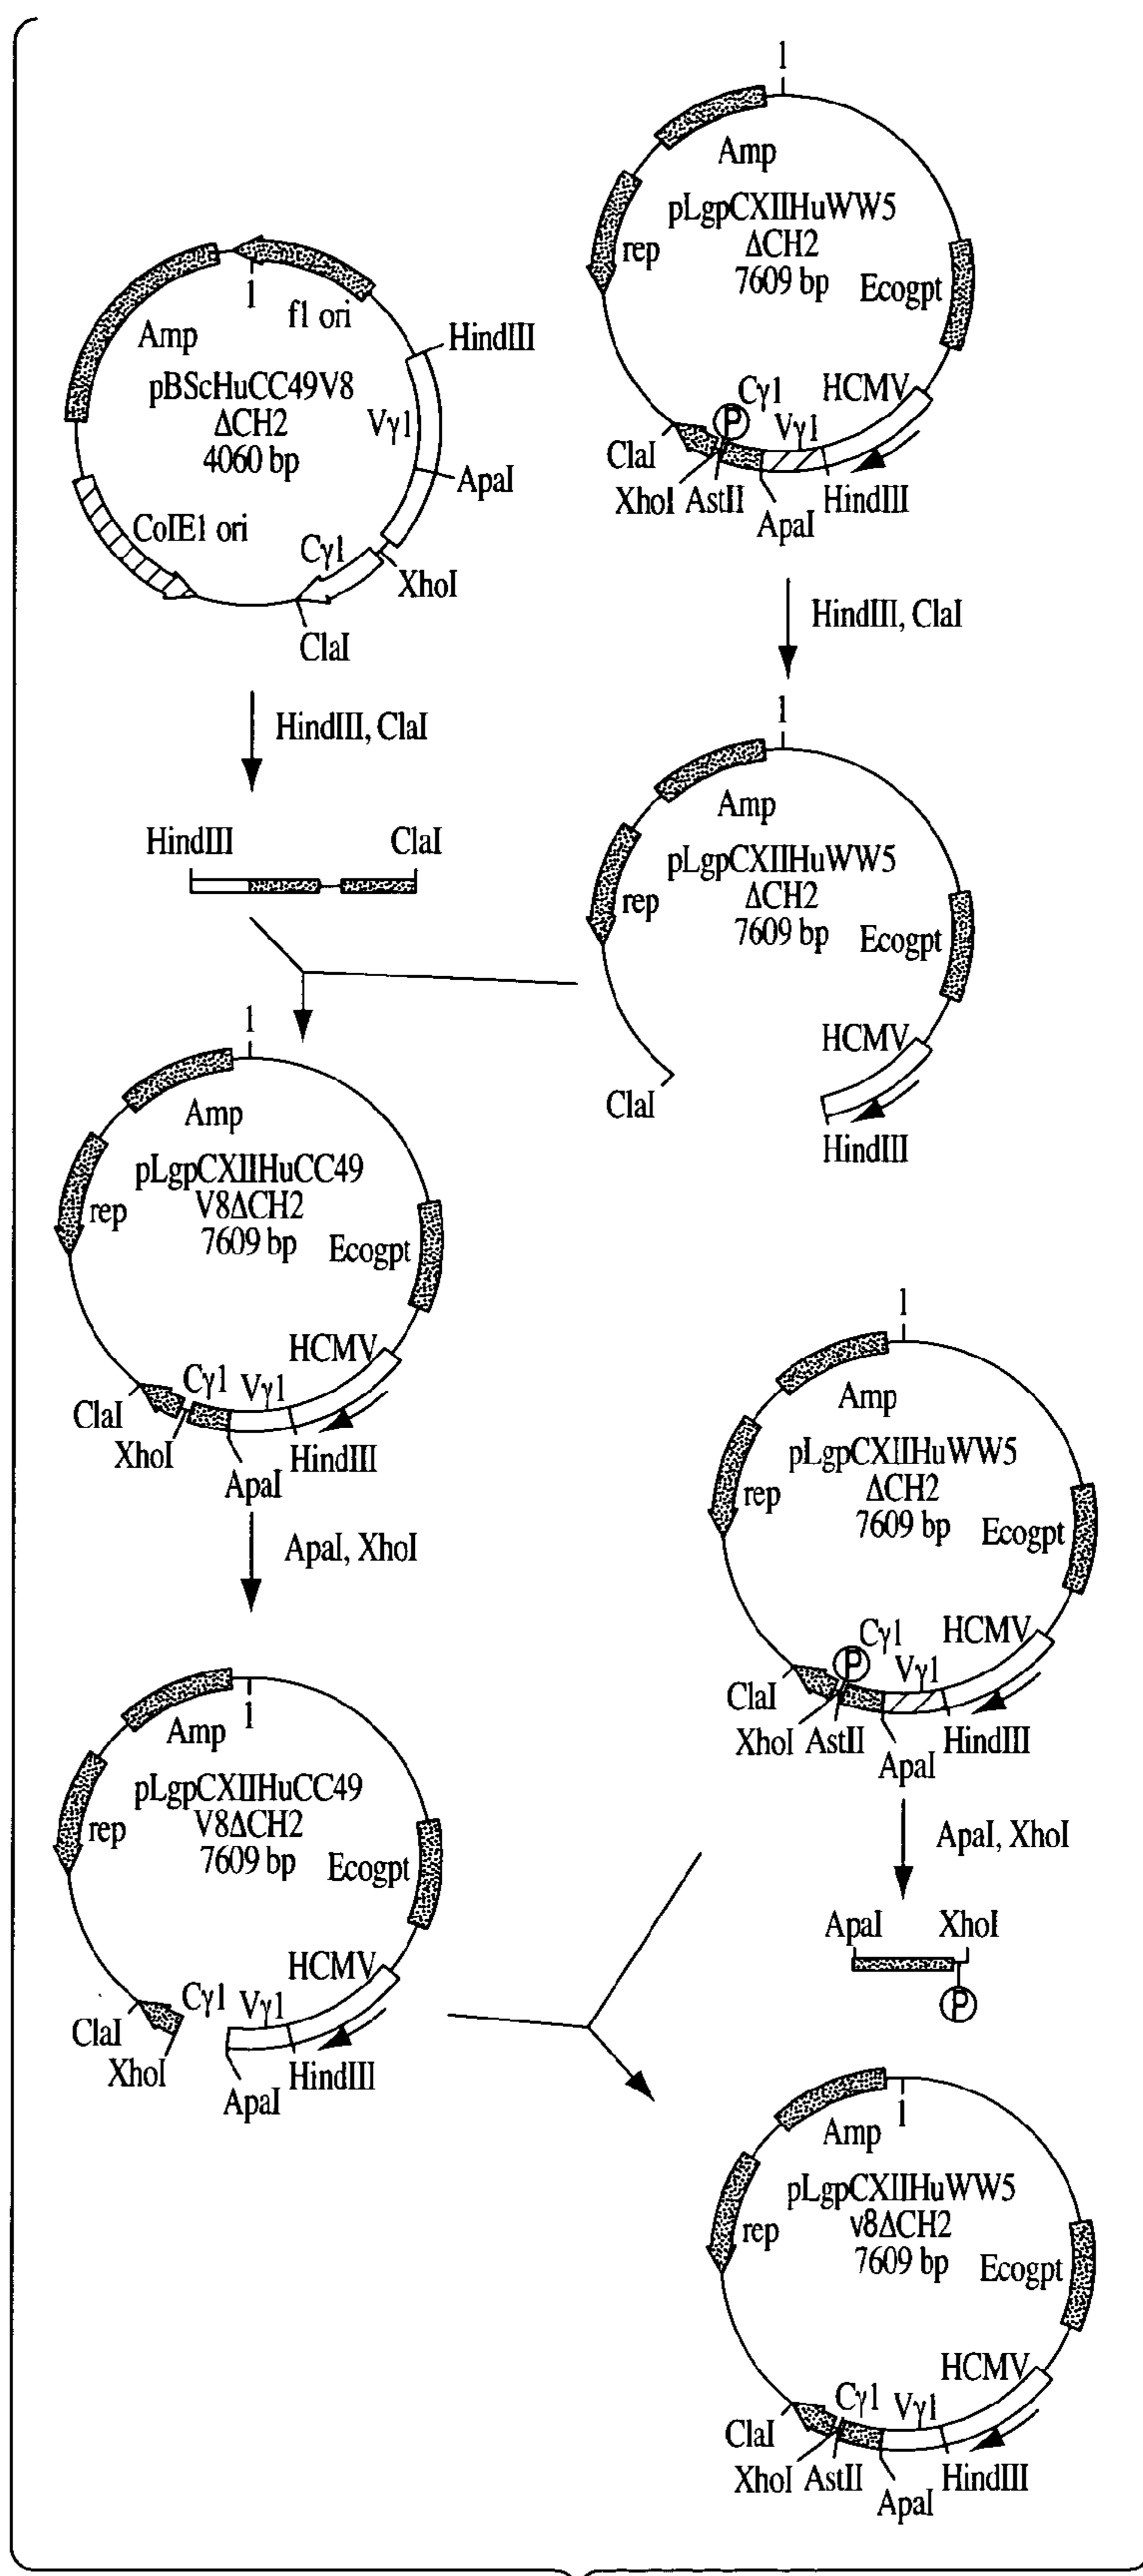 1
Amp
pLgpCXIIHuWW5
ΔCH2
7609 bp
rep
Ecogpt
HCMV
Cγ1
P
Vγ1
ClaI
XhoI
AstII
ApaI
HindIII
HindIII, ClaI
1
f1 ori
Amp
pBScHuCC49V8
ΔCH2
4060 bp
HindIII
Vγ1
ApaI
ColE1 ori
Cγ1
XhoI
ClaI
HindIII, ClaI
HindIII
ClaI
1
Amp
pLgpCXIIHuWW5
ΔCH2
7609 bp
rep
Ecogpt
HCMV
ClaI
HindIII
1
Amp
pLgpCXIIHuCC49
V8ΔCH2
7609 bp
rep
Ecogpt
HCMV
Cγ1
Vγ1
ClaI
XhoI
ApaI
HindIII
ApaI, XhoI
1
Amp
pLgpCXIIHuWW5
ΔCH2
7609 bp
rep
Ecogpt
HCMV
Cγ1
P
Vγ1
ClaI
XhoI
AstII
ApaI
HindIII
ApaI, XhoI
ApaI
XhoI
P
Amp
1
pLgpCXIIHuCC49
V8ΔCH2
7609 bp
rep
Ecogpt
HCMV
Cγ1
Vγ1
ClaI
XhoI
ApaI
HindIII
1
Amp
pLgpCXIIHuWW5
v8ΔCH2
7609 bp
rep
Ecogpt
HCMV
Cγ1
Vγ1
ClaI
XhoI
AstII
ApaI
HindIII